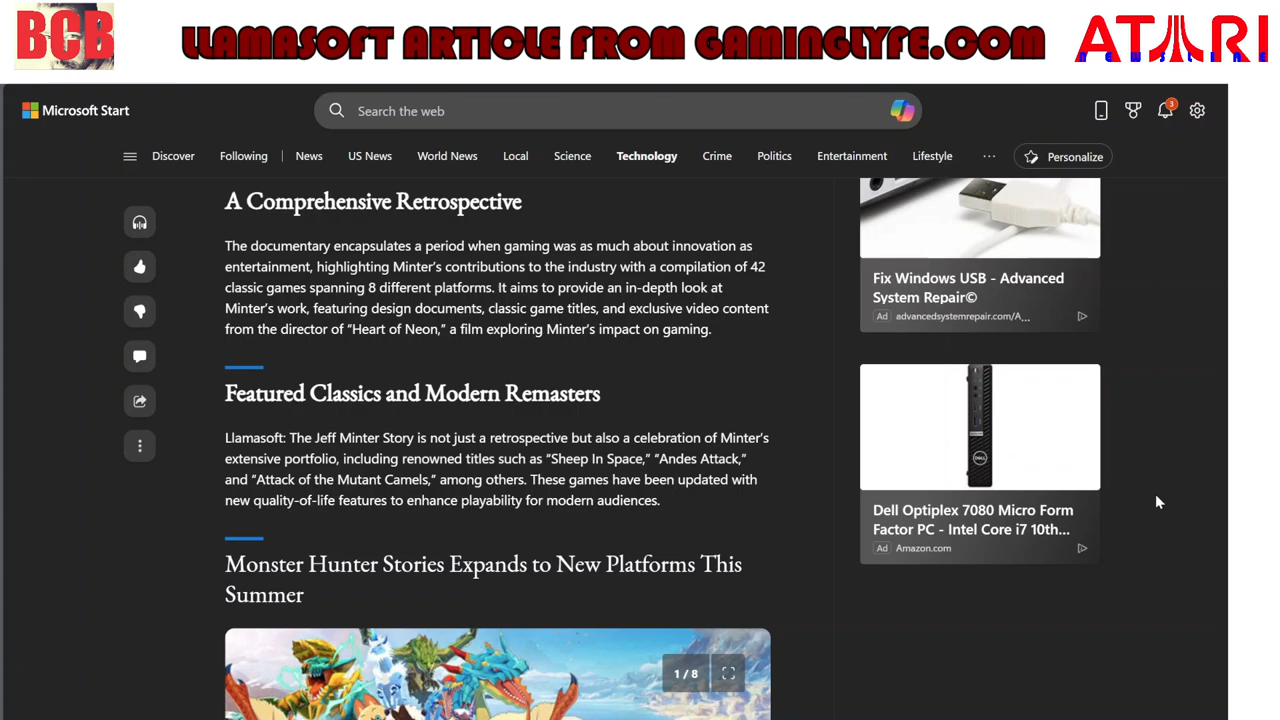 BCB
LLAMASOFT ARTICLE FROM GAMINGLYFE.COM
ATARI
Microsoft Start
Search the web
3
Discover
Following
News
US News
World News
Local
Science
Technology
Crime
Politics
Entertainment
Lifestyle
...
Personalize
A Comprehensive Retrospective
The documentary encapsulates a period when gaming was as much about innovation as
entertainment, highlighting Minter's contributions to the industry with a compilation of 42
classic games spanning 8 different platforms. It aims to provide an in-depth look at
Minter's work, featuring design documents, classic game titles, and exclusive video content
from the director of "Heart of Neon," a film exploring Minter's impact on gaming.
Featured Classics and Modern Remasters
Llamasoft: The Jeff Minter Story is not just a retrospective but also a celebration of Minter's
extensive portfolio, including renowned titles such as "Sheep In Space," "Andes Attack,"
and "Attack of the Mutant Camels," among others. These games have been updated with
new quality-of-life features to enhance playability for modern audiences.
Monster Hunter Stories Expands to New Platforms This
Summer
1 / 8
Fix Windows USB - Advanced
System Repair©
Ad advancedsystemrepair.com/A...
DELL
Dell Optiplex 7080 Micro Form
Factor PC - Intel Core i7 10th...
Ad Amazon.com